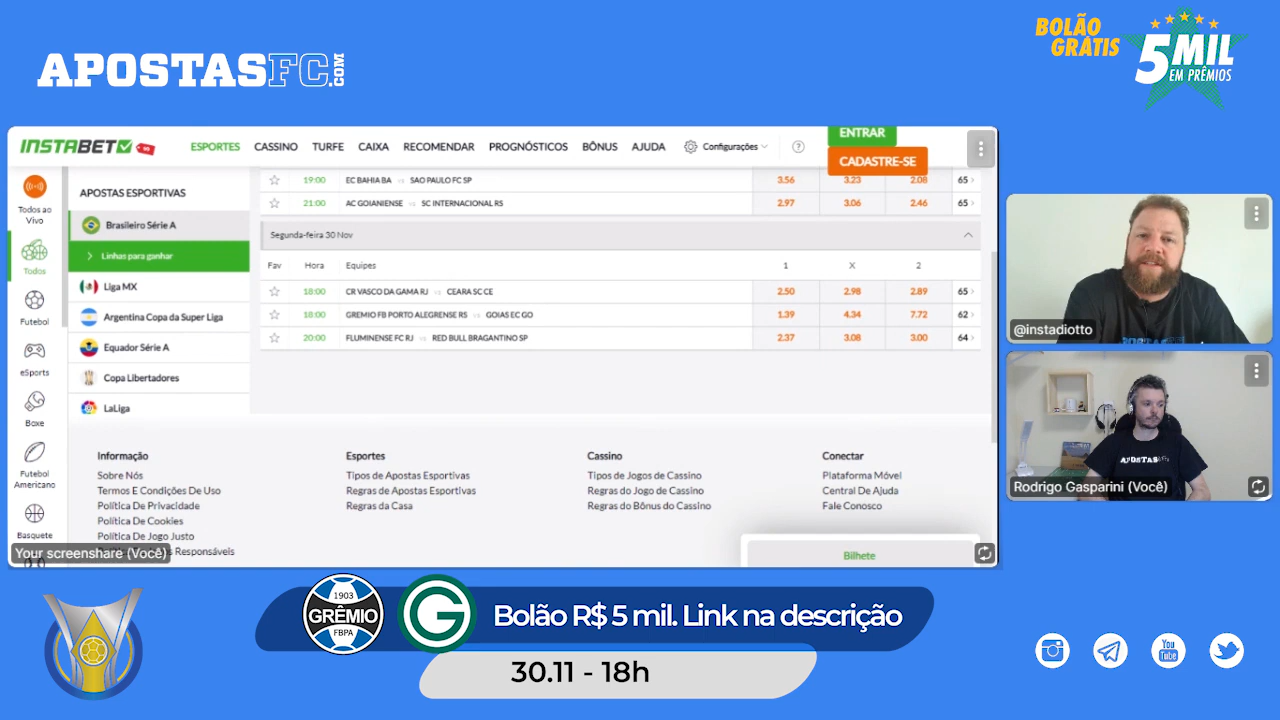 APOSTASFC.COM
BOLÃO
GRÁTIS
5 MIL
EM PRÊMIOS
INSTABET
ESPORTES CASSINO TURFE CAIXA RECOMENDAR PROGNÓSTICOS BÔNUS AJUDA Configurações ? ENTRAR
CADASTRE-SE
Todos ao
Vivo
Todos
Futebol
eSports
Boxe
Futebol
Americano
Basquete
APOSTAS ESPORTIVAS
Brasileiro Série A
Linhas para ganhar
Liga MX
Argentina Copa da Super Liga
Equador Série A
Copa Libertadores
LaLiga
19:00 EC BAHIA BA vs SAO PAULO FC SP 3.56 3.23 2.08 65
21:00 AC GOIANIENSE vs SC INTERNACIONAL RS 2.97 3.06 2.46 65
Segunda-feira 30 Nov
Fav Hora Equipes 1 X 2
18:00 CR VASCO DA GAMA RJ vs CEARA SC CE 2.50 2.98 2.89 65
18:00 GREMIO FB PORTO ALEGRENSE RS vs GOIAS EC GO 1.39 4.34 7.72 62
20:00 FLUMINENSE FC RJ vs RED BULL BRAGANTINO SP 2.37 3.08 3.00 64
Informação
Sobre Nós
Termos E Condições De Uso
Política De Privacidade
Política De Cookies
Política De Jogo Justo
Responsáveis
Esportes
Tipos de Apostas Esportivas
Regras de Apostas Esportivas
Regras da Casa
Cassino
Tipos de Jogos de Cassino
Regras do Jogo de Cassino
Regras do Bônus do Cassino
Conectar
Plataforma Móvel
Central De Ajuda
Fale Conosco
Bilhete
Your screenshare (Você)
@instadiotto
APOSTAS
Rodrigo Gasparini (Você)
1903
GRÊMIO
FBPA
G
Bolão R$ 5 mil. Link na descrição
30.11 - 18h
You
Tube